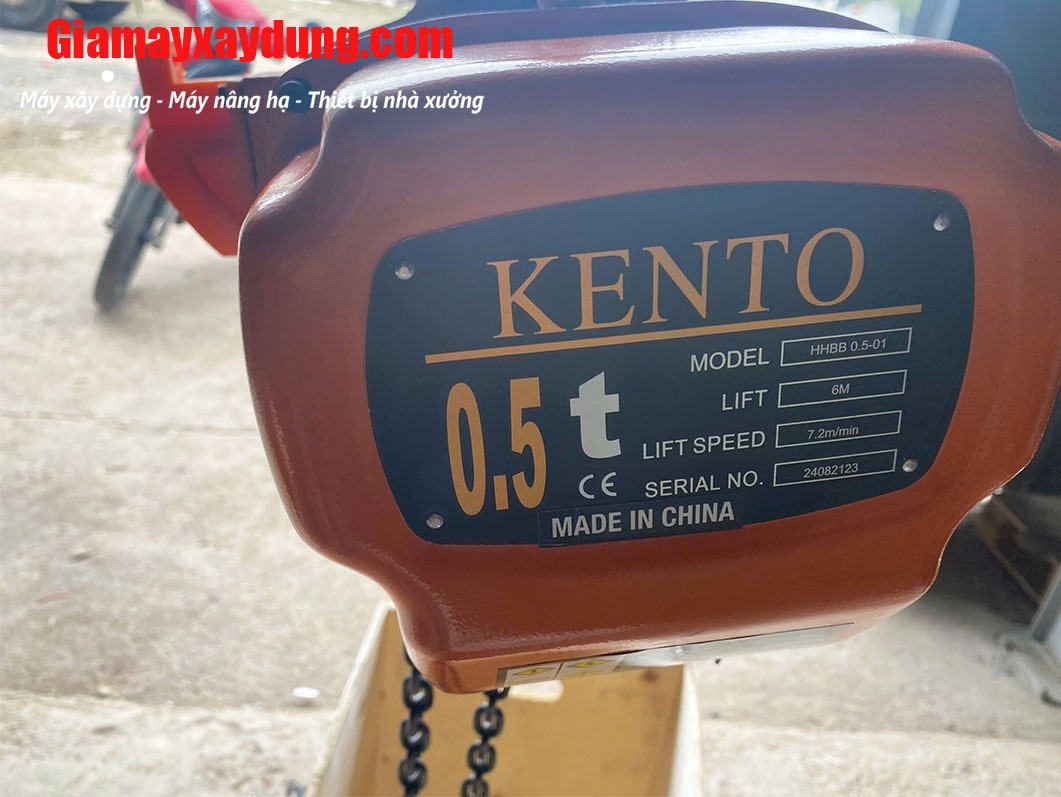 Giamayxaydung.com
Máy xây dựng - Máy nâng hạ - Thiết bị nhà xưởng
KENTO
0.5 t
MODEL HHBB 0.5-01
LIFT 6M
LIFT SPEED 7.2m/min
SERIAL NO. 24082123
CE
MADE IN CHINA